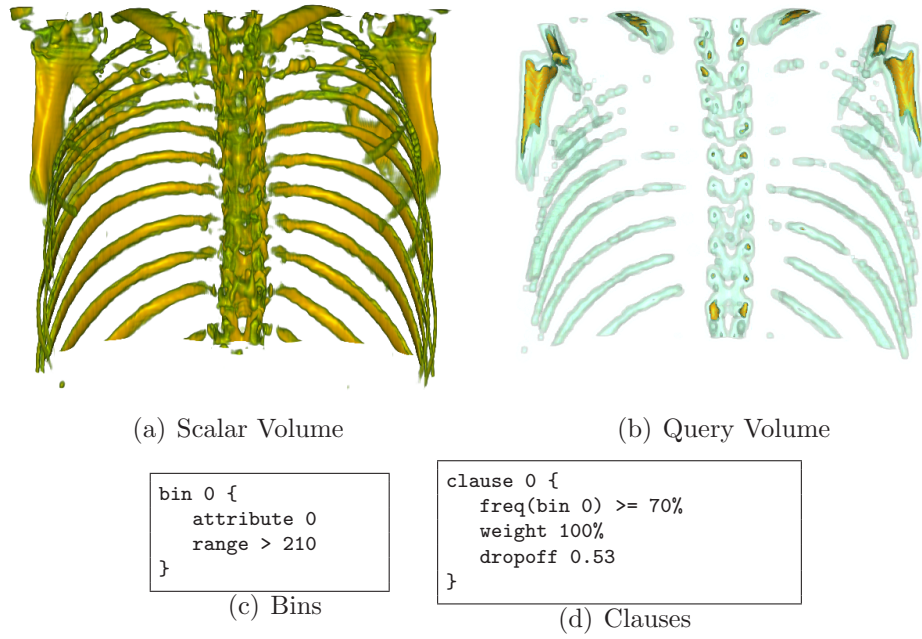 (a) Scalar Volume
(b) Query Volume
bin 0 {
attribute 0
range > 210
}
(c) Bins
clause 0 {
freq(bin 0) >= 70%
weight 100%
dropoff 0.53
}
(d) Clauses